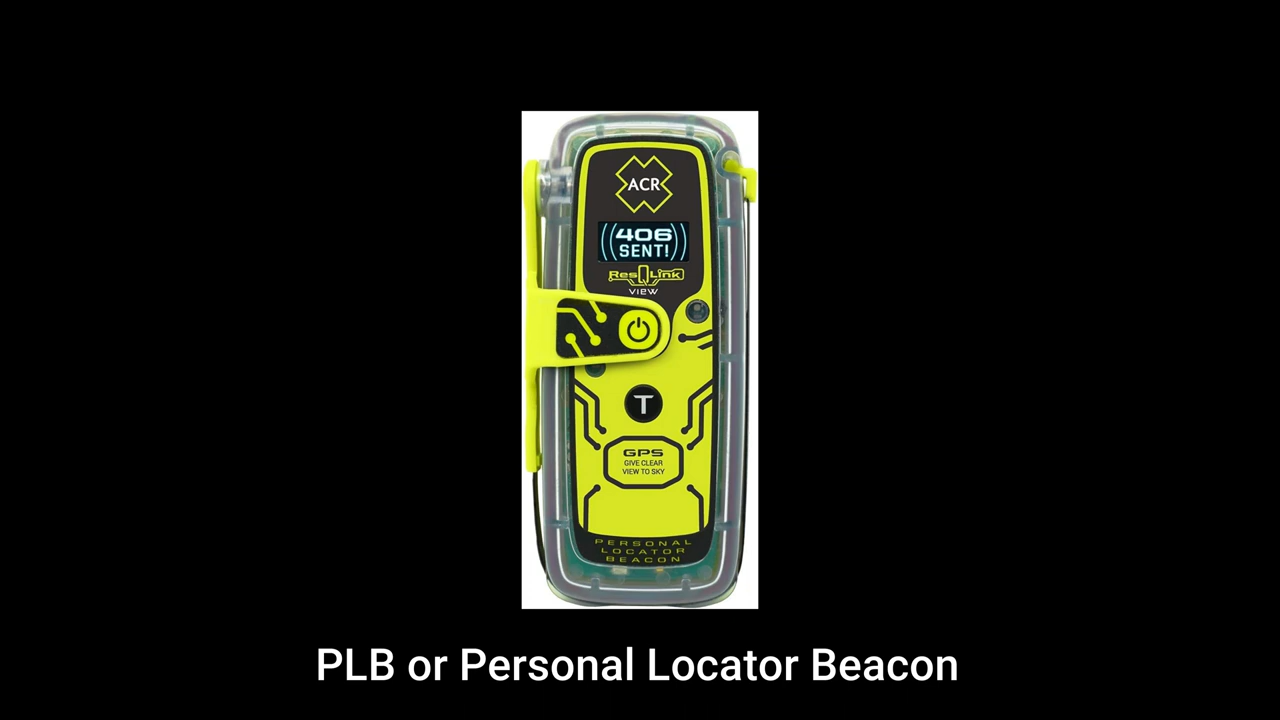 ACR
406
SENT!
ResQLink
VIEW
T
GPS
GIVE CLEAR
VIEW TO SKY
PERSONAL
LOCATOR
BEACON
PLB or Personal Locator Beacon